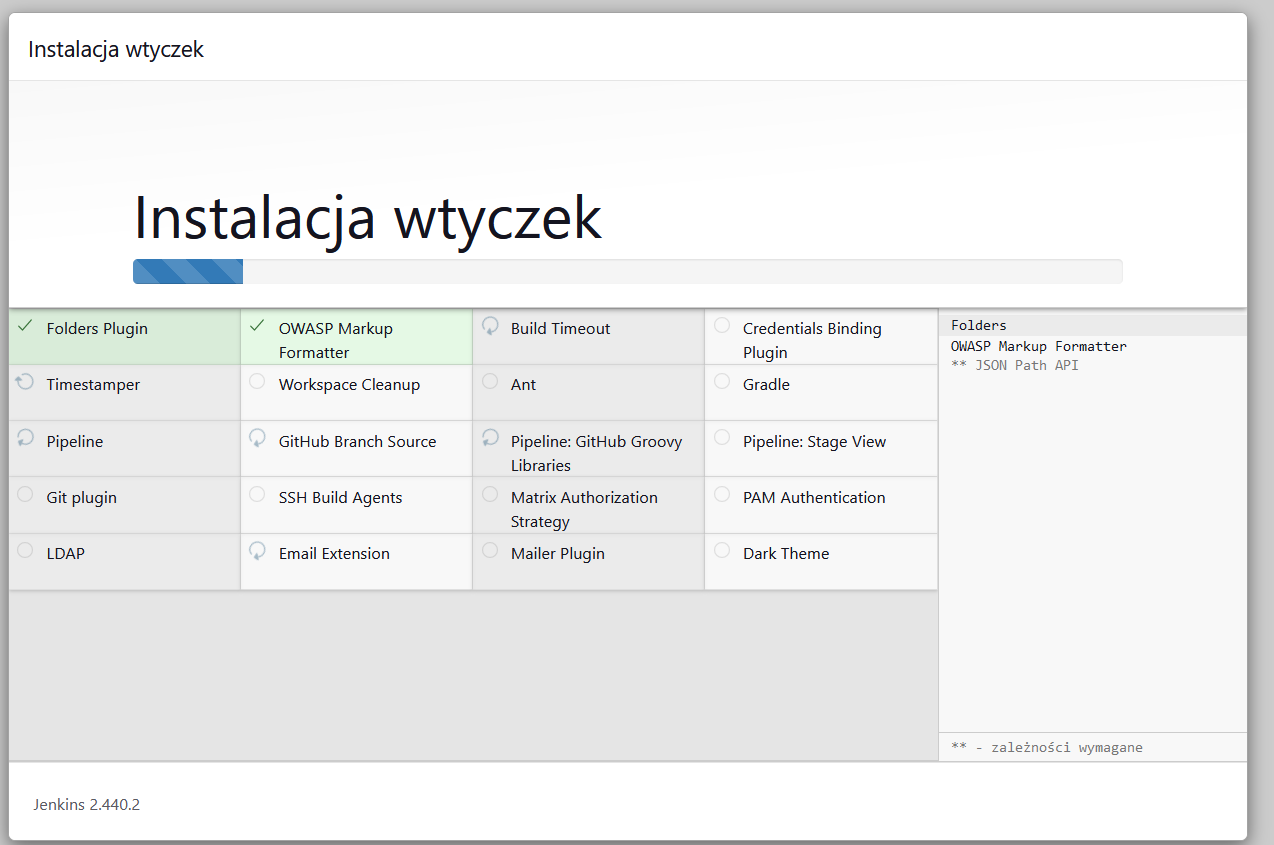 Instalacja wtyczek
Instalacja wtyczek
Folders Plugin
OWASP Markup
Formatter
Build Timeout
Credentials Binding
Plugin
Timestamper
Workspace Cleanup
Ant
Gradle
Pipeline
GitHub Branch Source
Pipeline: GitHub Groovy
Libraries
Pipeline: Stage View
Git plugin
SSH Build Agents
Matrix Authorization
Strategy
PAM Authentication
LDAP
Email Extension
Mailer Plugin
Dark Theme
Folders
OWASP Markup Formatter
** JSON Path API
** - zależności wymagane
Jenkins 2.440.2